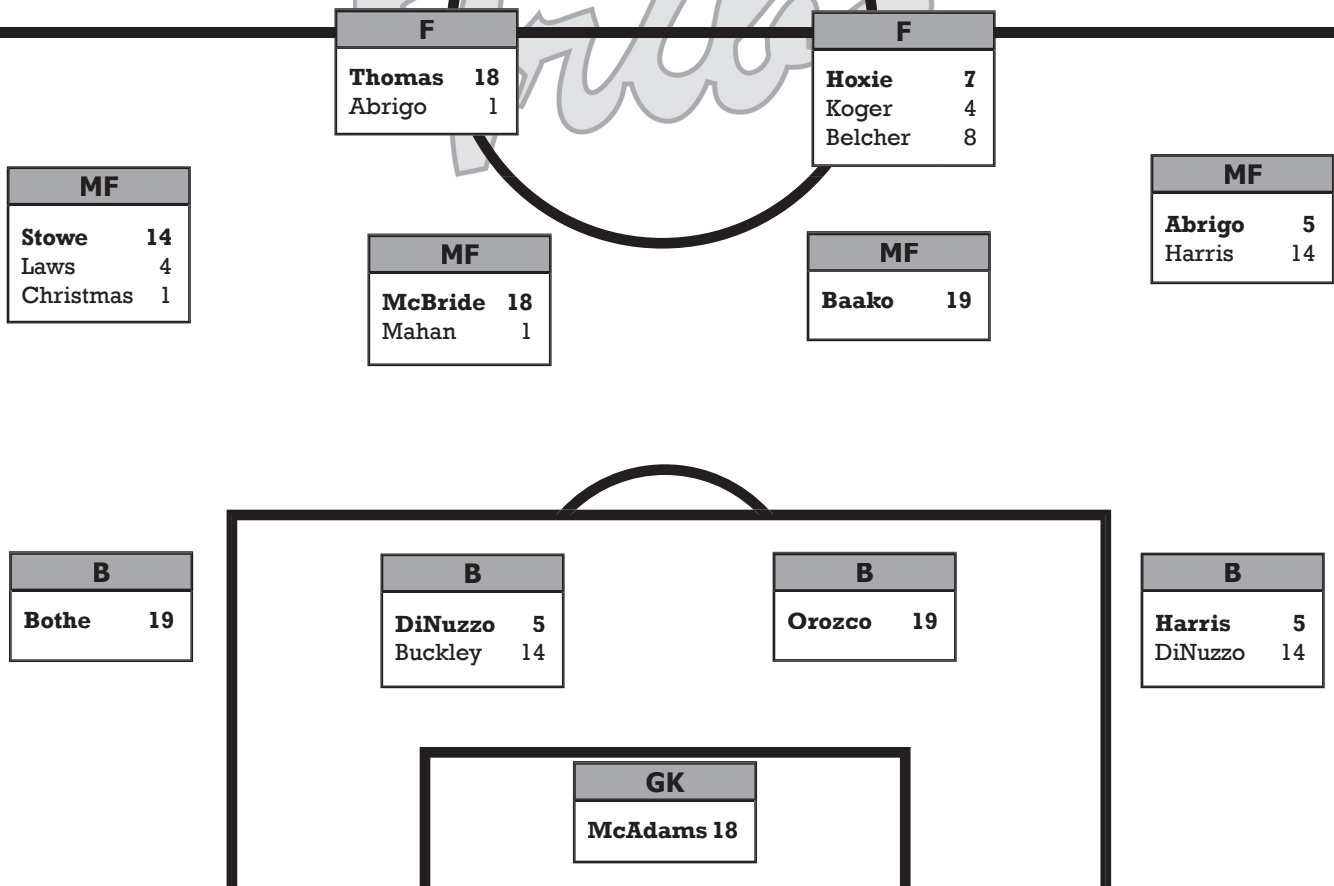 F
Thomas 18
Abrigo 1
F
Hoxie 7
Koger 4
Belcher 8
MF
Stowe 14
Laws 4
Christmas 1
MF
McBride 18
Mahan 1
MF
Baako 19
MF
Abrigo 5
Harris 14
B
Bothe 19
B
DiNuzzo 5
Buckley 14
B
Orozco 19
B
Harris 5
DiNuzzo 14
GK
McAdams 18